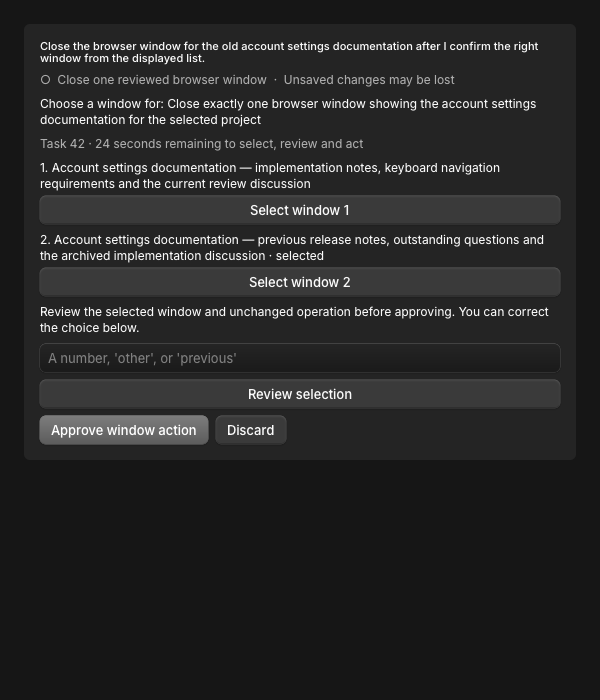 Close the browser window for the old account settings documentation after I confirm the right
window from the displayed list.
Close one reviewed browser window · Unsaved changes may be lost
Choose a window for: Close exactly one browser window showing the account settings
documentation for the selected project
Task 42 · 24 seconds remaining to select, review and act
1. Account settings documentation — implementation notes, keyboard navigation
requirements and the current review discussion
Select window 1
2. Account settings documentation — previous release notes, outstanding questions and
the archived implementation discussion · selected
Select window 2
Review the selected window and unchanged operation before approving. You can correct
the choice below.
A number, 'other', or 'previous'
Review selection
Approve window action
Discard